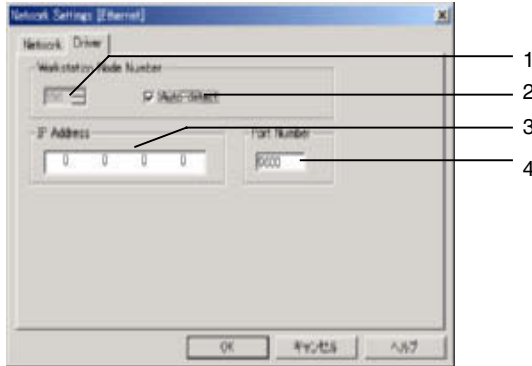 Network Settings [Ethernet]
Network Driver
Workstation Node Number
Auto-detect
IP Address
0 0 0 0
Port Number
OK
キャンセル
ヘルプ
1
2
3
4